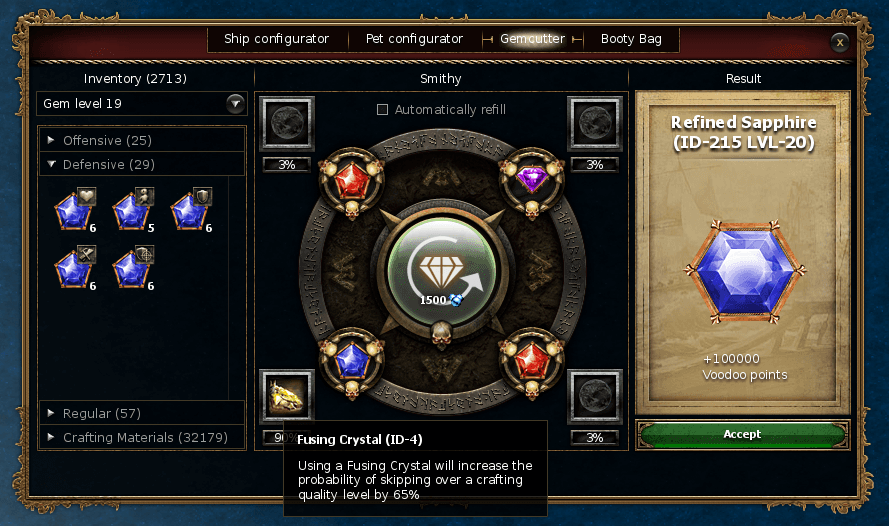 Ship configurator
Pet configurator
Gemcutter
Booty Bag
x
Inventory (2713)
Smithy
Result
Gem level 19
Automatically refill
Offensive (25)
Defensive (29)
6
5
6
6
6
Regular (57)
Crafting Materials (32179)
3%
3%
1500
90%
3%
Fusing Crystal (ID-4)
Using a Fusing Crystal will increase the
probability of skipping over a crafting
quality level by 65%
Refined Sapphire
(ID-215 LVL-20)
+100000
Voodoo points
Accept